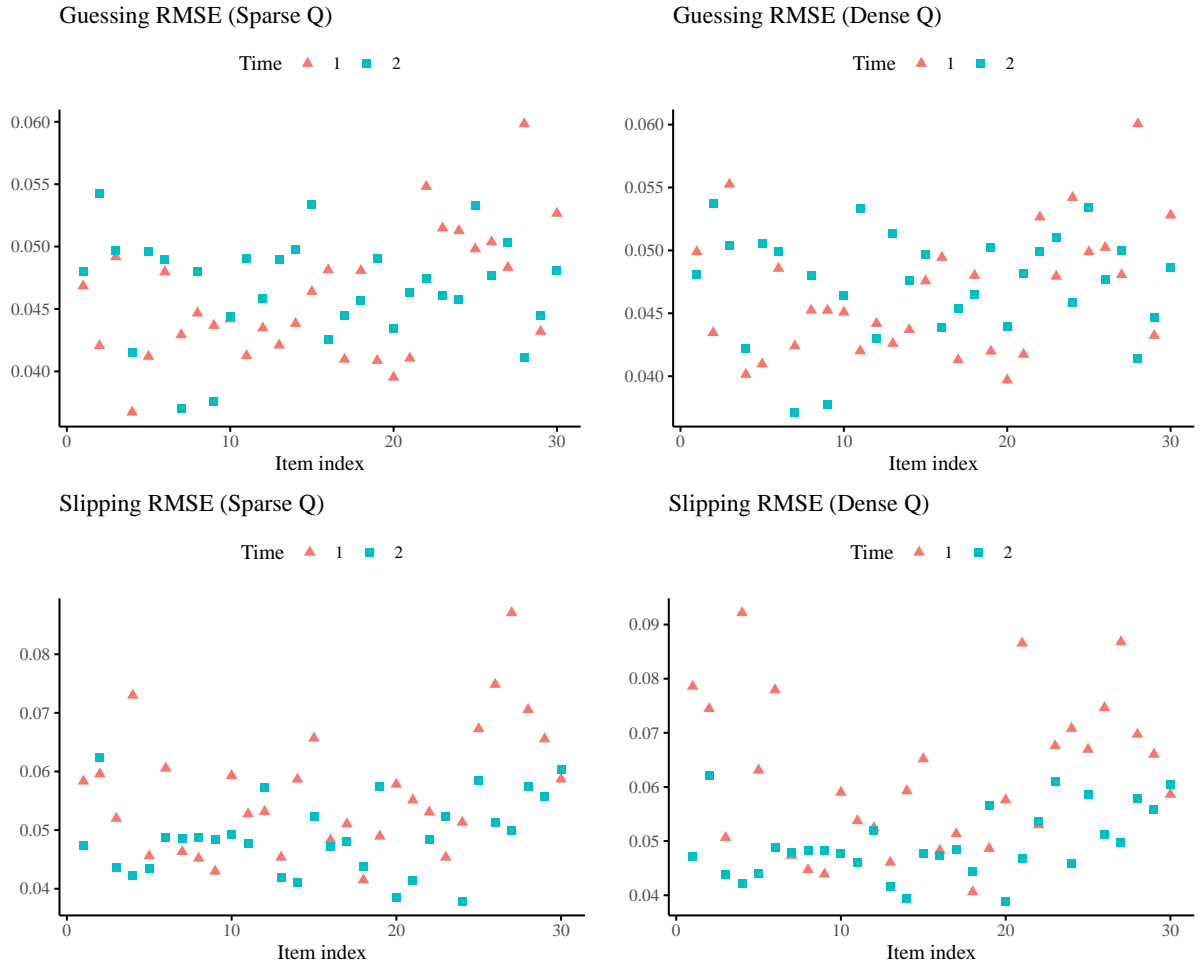 Guessing RMSE (Sparse Q)
Time 1 2
0.060
0.055
0.050
0.045
0.040
0 10 20 30
Item index
Guessing RMSE (Dense Q)
Time 1 2
0.060
0.055
0.050
0.045
0.040
0 10 20 30
Item index
Slipping RMSE (Sparse Q)
Time 1 2
0.08
0.07
0.06
0.05
0.04
0 10 20 30
Item index
Slipping RMSE (Dense Q)
Time 1 2
0.09
0.08
0.07
0.06
0.05
0.04
0 10 20 30
Item index